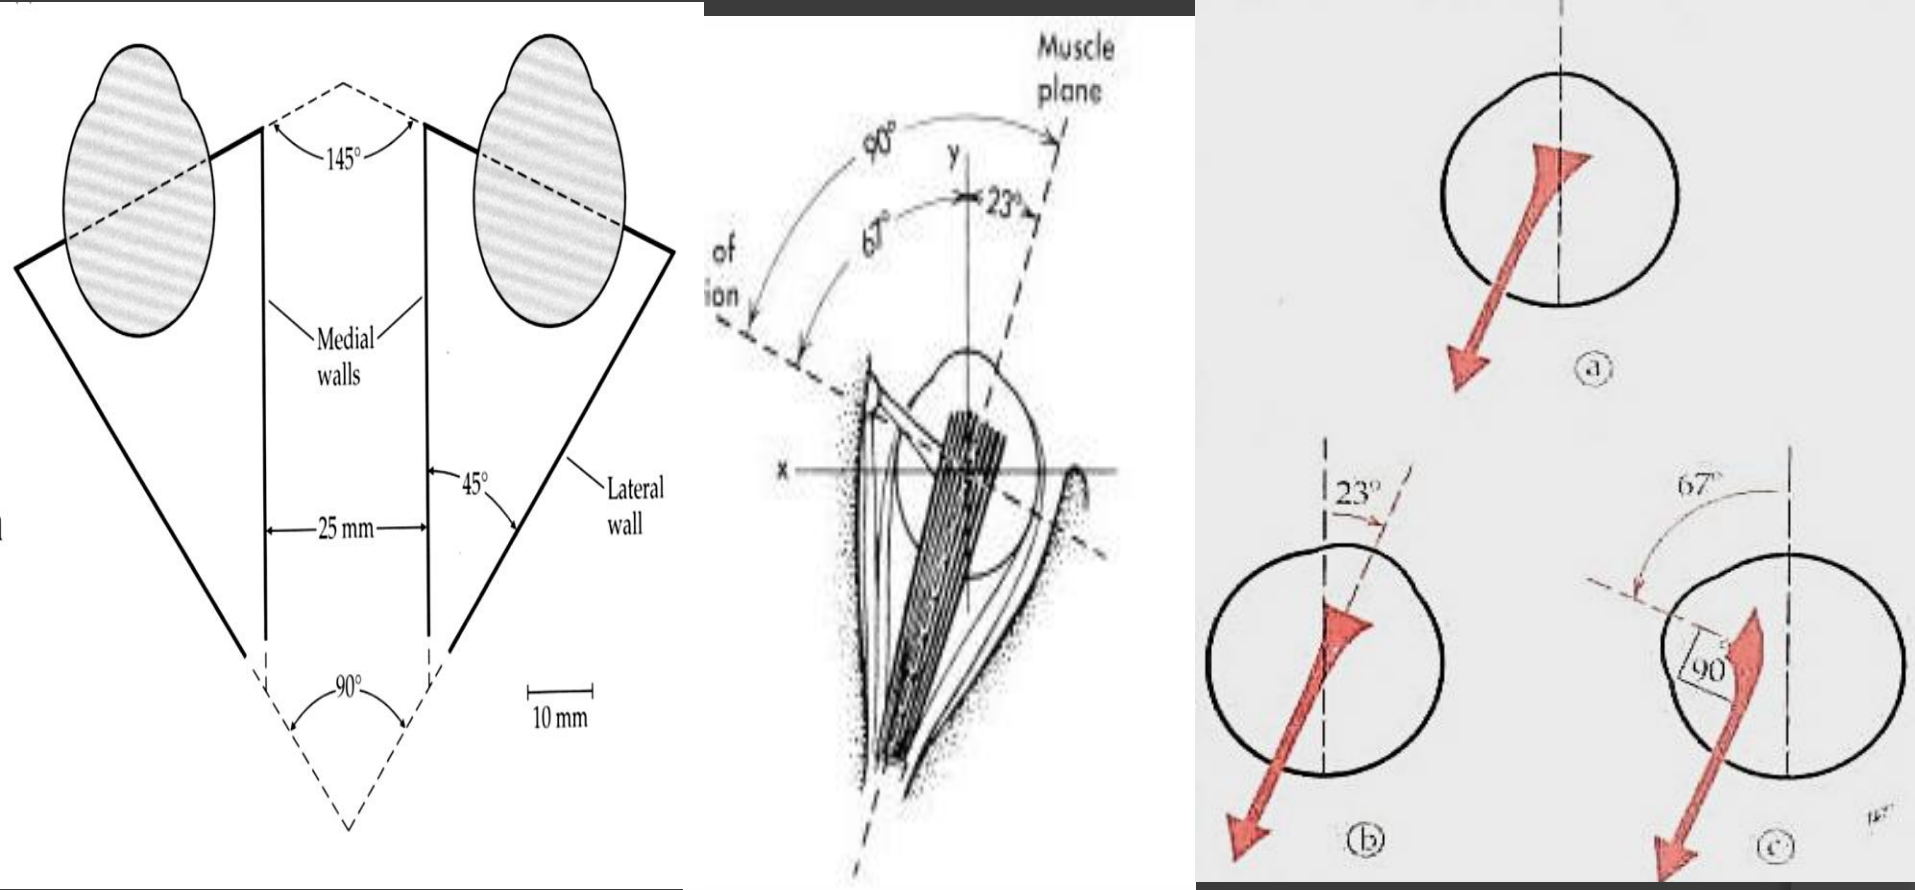 145°
Medial
walls
45°
Lateral
wall
25 mm
90°
10 mm
Muscle
plane
90°
y
23°
67°
of
ion
x
a
23°
67°
90°
b
c